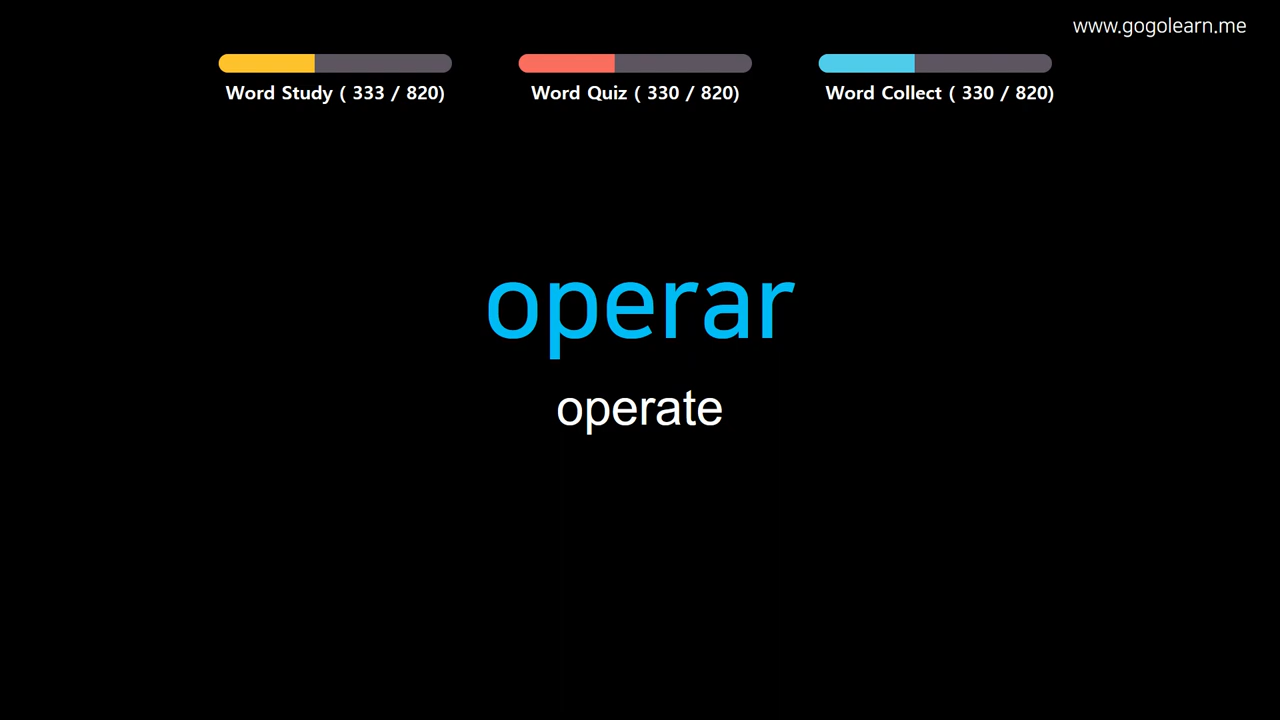 www.gogolearn.me
Word Study ( 333 / 820)
Word Quiz ( 330 / 820)
Word Collect ( 330 / 820)
operar
operate